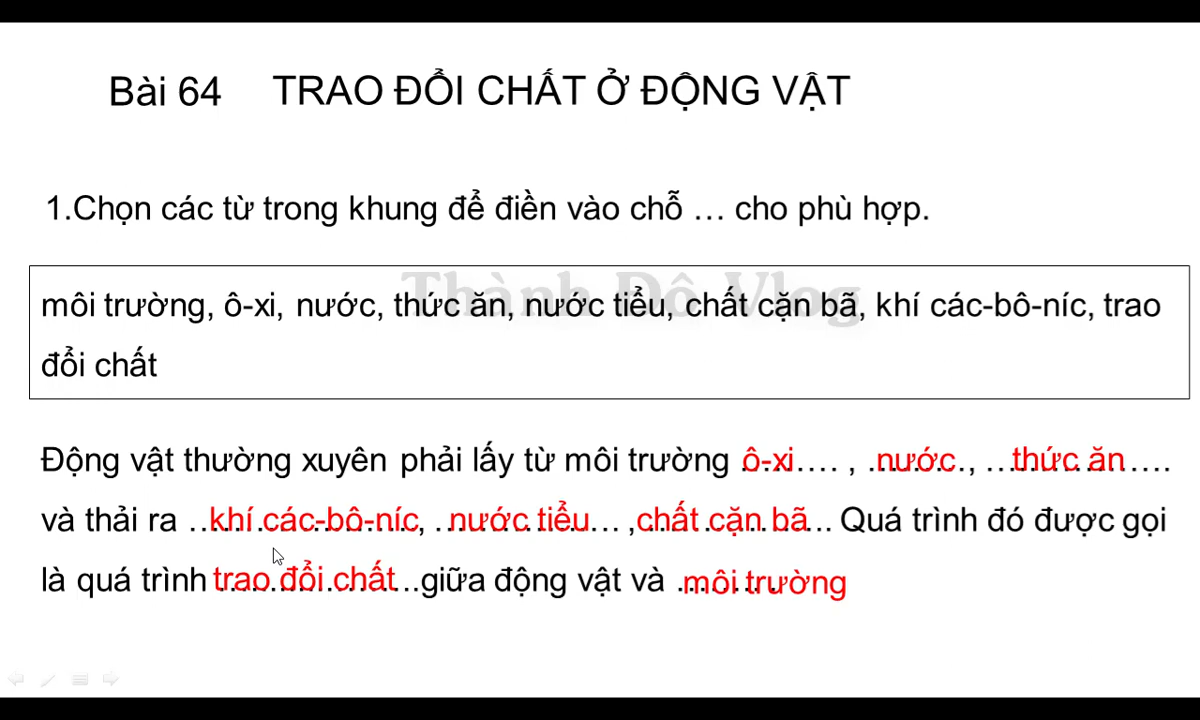 Bài 64 TRAO ĐỔI CHẤT Ở ĐỘNG VẬT
1.Chọn các từ trong khung để điền vào chỗ … cho phù hợp.
Thành Đô Vlog
môi trường, ô-xi, nước, thức ăn, nước tiểu, chất cặn bã, khí các-bô-níc, trao
đổi chất
Động vật thường xuyên phải lấy từ môi trường ô-xi…. , nước., …thức ăn….
và thải ra …khí các-bô-níc, …nước tiểu… ,chất cặn bã.. Quá trình đó được gọi
là quá trình trao đổi chất…giữa động vật và …môi trường